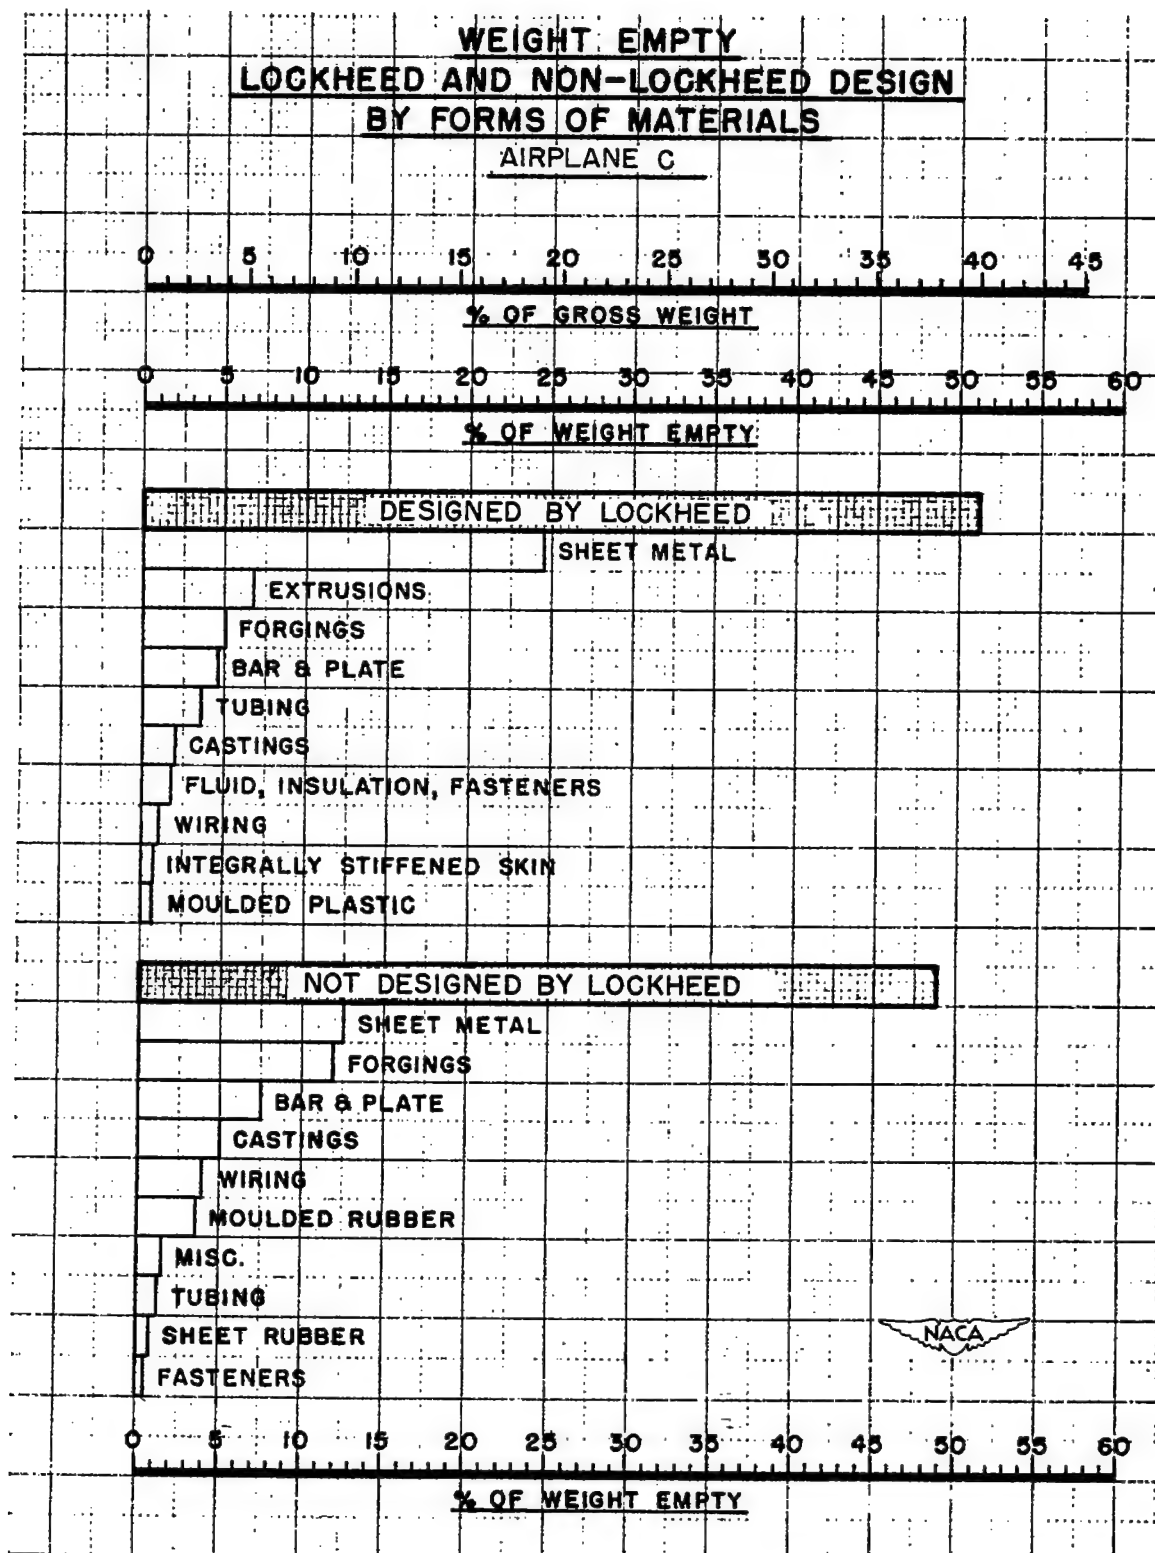 WEIGHT EMPTY
LOCKHEED AND NON-LOCKHEED DESIGN
BY FORMS OF MATERIALS
AIRPLANE C
0 5 10 15 20 25 30 35 40 45
% OF GROSS WEIGHT
0 5 10 15 20 25 30 35 40 45 50 55 60
% OF WEIGHT EMPTY
DESIGNED BY LOCKHEED
SHEET METAL
EXTRUSIONS
FORGINGS
BAR & PLATE
TUBING
CASTINGS
FLUID, INSULATION, FASTENERS
WIRING
INTEGRALLY STIFFENED SKIN
MOULDED PLASTIC
NOT DESIGNED BY LOCKHEED
SHEET METAL
FORGINGS
BAR & PLATE
CASTINGS
WIRING
MOULDED RUBBER
MISC.
TUBING
SHEET RUBBER
NACA
FASTENERS
0 5 10 15 20 25 30 35 40 45 50 55 60
% OF WEIGHT EMPTY